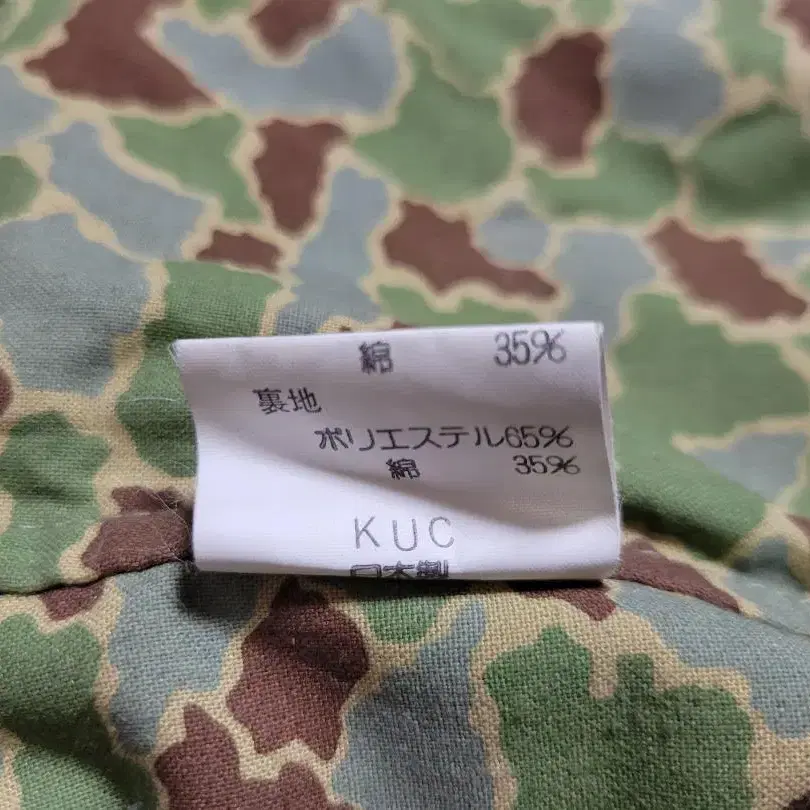 綿 35%
裏地
ポリエステル65%
綿 35%
KUC
日本製